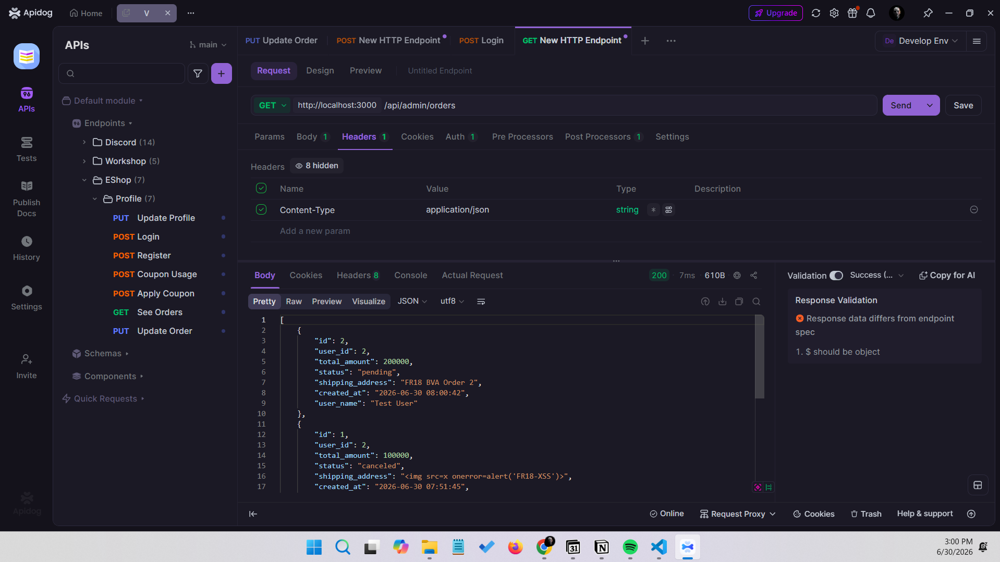 Apidog
Home
V
Upgrade
APIs
main
PUT Update Order
POST New HTTP Endpoint
POST Login
GET New HTTP Endpoint
De Develop Env
Request
Design
Preview
Untitled Endpoint
GET
http://localhost:3000
/api/admin/orders
Send
Save
Params
Body 1
Headers 1
Cookies
Auth 1
Pre Processors
Post Processors 1
Settings
Headers
8 hidden
Name
Value
Type
Description
Content-Type
application/json
string
*
Add a new param
APIs
Tests
Publish
Docs
History
Settings
Invite
Apidog
Default module
Endpoints
Discord (14)
Workshop (5)
EShop (7)
Profile (7)
PUT Update Profile
POST Login
POST Register
POST Coupon Usage
POST Apply Coupon
GET See Orders
PUT Update Order
Schemas
Components
Quick Requests
Body
Cookies
Headers 8
Console
Actual Request
200
7ms
610B
Pretty
Raw
Preview
Visualize
JSON
utf8
1 [
2 {
3 "id": 2,
4 "user_id": 2,
5 "total_amount": 200000,
6 "status": "pending",
7 "shipping_address": "FR18 BVA Order 2",
8 "created_at": "2026-06-30 08:00:42",
9 "user_name": "Test User"
10 },
11 {
12 "id": 1,
13 "user_id": 2,
14 "total_amount": 100000,
15 "status": "canceled",
16 "shipping_address": "<img src=x onerror=alert('FR18-XSS')>",
17 "created_at": "2026-06-30 07:51:45",
Validation
Success (...
Copy for AI
Response Validation
Response data differs from endpoint
spec
1. $ should be object
Online
Request Proxy
Cookies
Trash
Help & support
31
3:00 PM
6/30/2026